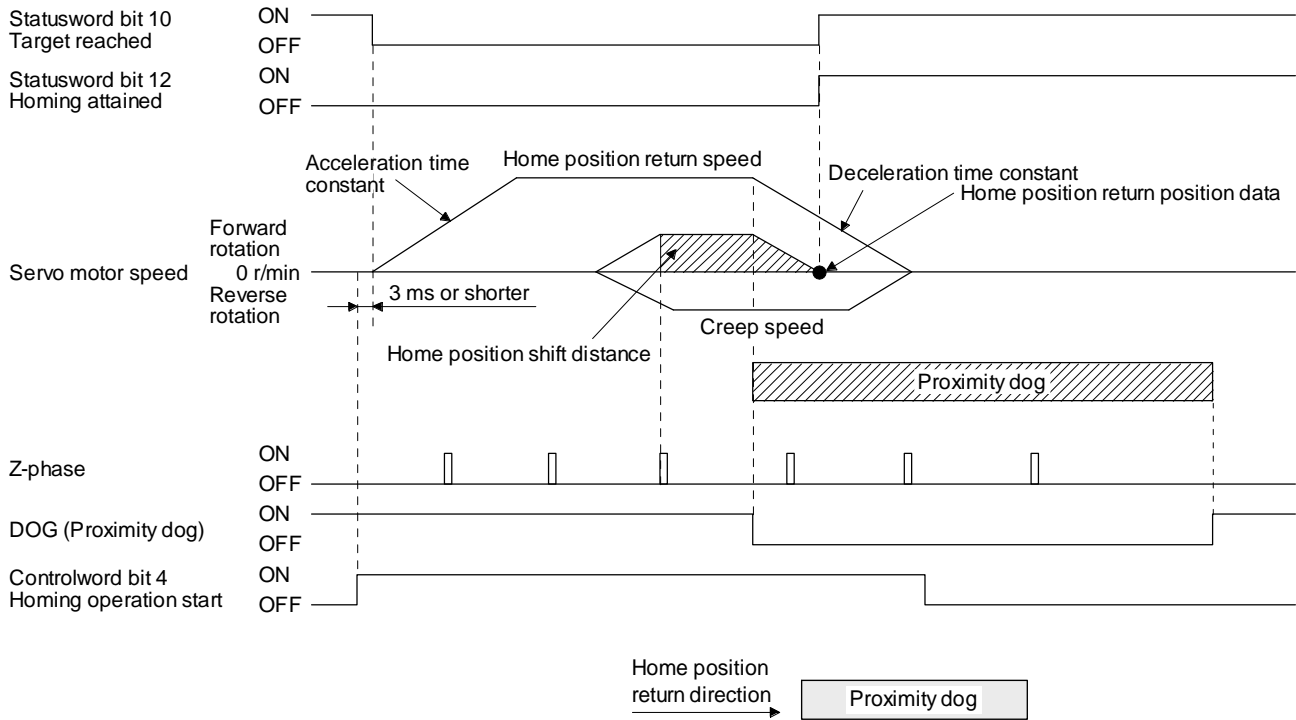 Statusword bit 10
Target reached
ON
OFF
Statusword bit 12
Homing attained
ON
OFF
Acceleration time
constant
Home position return speed
Deceleration time constant
Home position return position data
Forward
rotation
Servo motor speed
0 r/min
Reverse
rotation
3 ms or shorter
Creep speed
Home position shift distance
Proximity dog
Z-phase
ON
OFF
DOG (Proximity dog)
ON
OFF
Controlword bit 4
Homing operation start
ON
OFF
Home position
return direction
Proximity dog